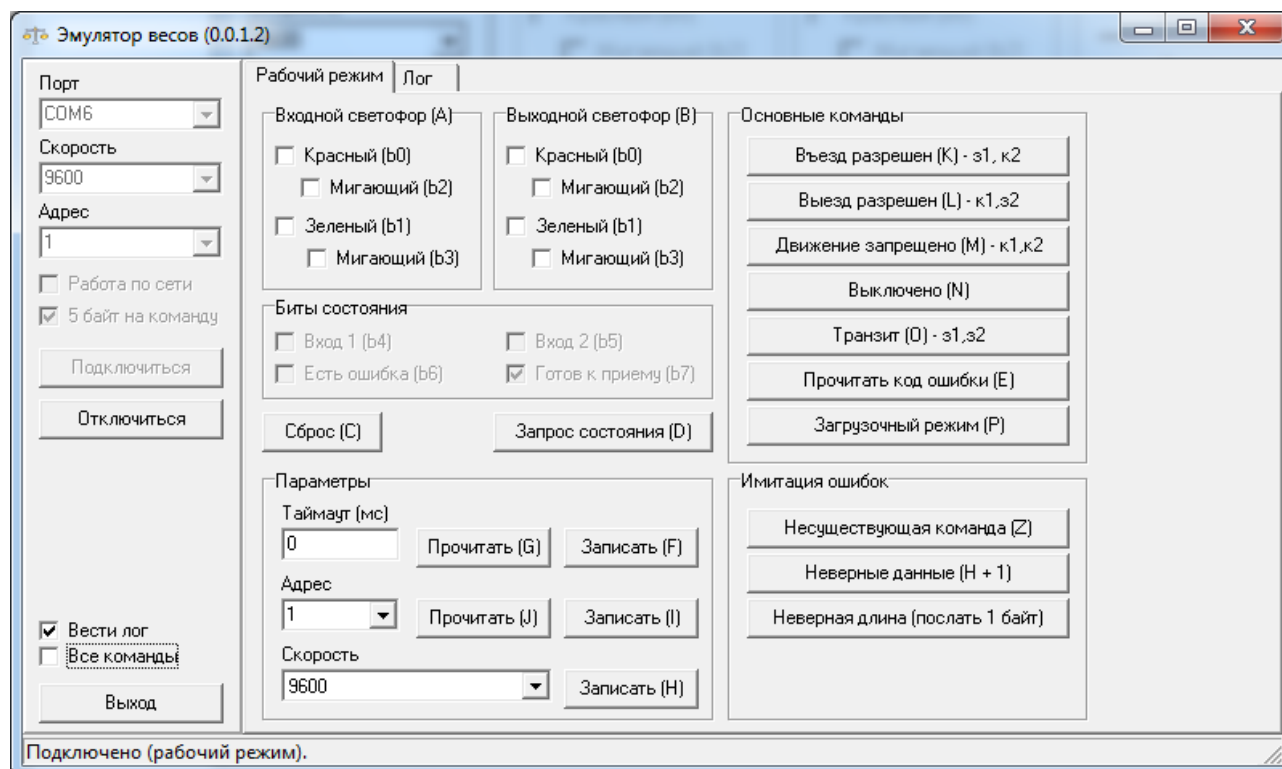 Эмулятор весов (0.0.1.2)
Порт
COM6
Скорость
9600
Адрес
1
Работа по сети
5 байт на команду
Подключиться
Отключиться
Вести лог
Все команды
Выход
Рабочий режим
Лог
Входной светофор (A)
Красный (b0)
Мигающий (b2)
Зеленый (b1)
Мигающий (b3)
Выходной светофор (B)
Красный (b0)
Мигающий (b2)
Зеленый (b1)
Мигающий (b3)
Биты состояния
Вход 1 (b4)
Вход 2 (b5)
Есть ошибка (b6)
Готов к приему (b7)
Сброс (C)
Запрос состояния (D)
Параметры
Таймаут (мс)
0
Прочитать (G)
Записать (F)
Адрес
1
Прочитать (J)
Записать (I)
Скорость
9600
Записать (H)
Основные команды
Въезд разрешен (K) - з1, к2
Выезд разрешен (L) - к1,з2
Движение запрещено (M) - к1,к2
Выключено (N)
Транзит (O) - з1,з2
Прочитать код ошибки (E)
Загрузочный режим (P)
Имитация ошибок
Несуществующая команда (Z)
Неверные данные (H + 1)
Неверная длина (послать 1 байт)
Подключено (рабочий режим).